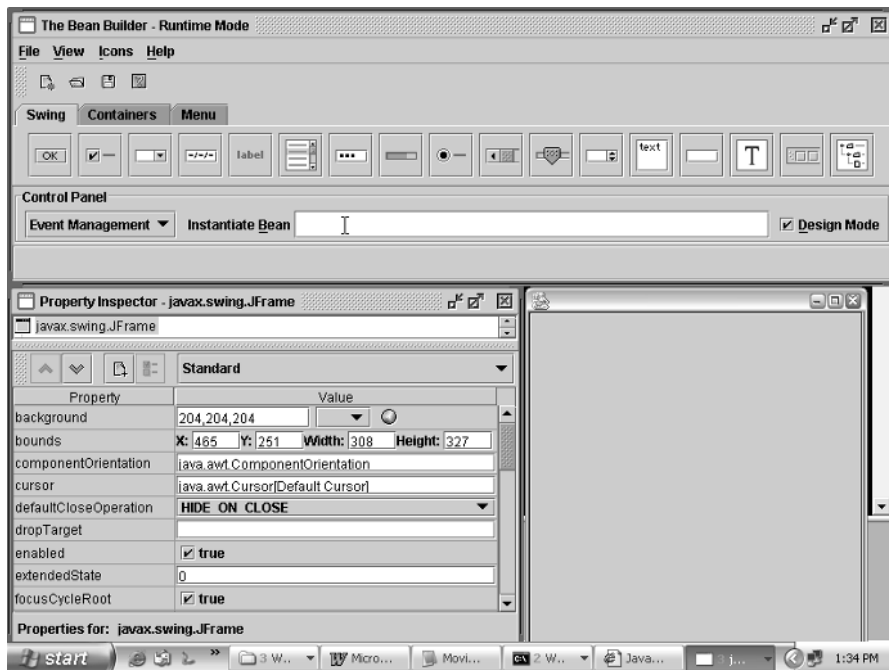 The Bean Builder - Runtime Mode
File View Icons Help
Swing Containers Menu
OK -/-/- label text T
Control Panel
Event Management Instantiate Bean Design Mode
Property Inspector - javax.swing.JFrame
javax.swing.JFrame
Standard
Property Value
background 204,204,204
bounds X: 465 Y: 251 Width: 308 Height: 327
componentOrientation java.awt.ComponentOrientation
cursor java.awt.Cursor[Default Cursor]
defaultCloseOperation HIDE_ON_CLOSE
dropTarget
enabled true
extendedState 0
focusCycleRoot true
Properties for: javax.swing.JFrame
start 3 W... Micro... Movi... 2 W... Java... 3 j... 1:34 PM